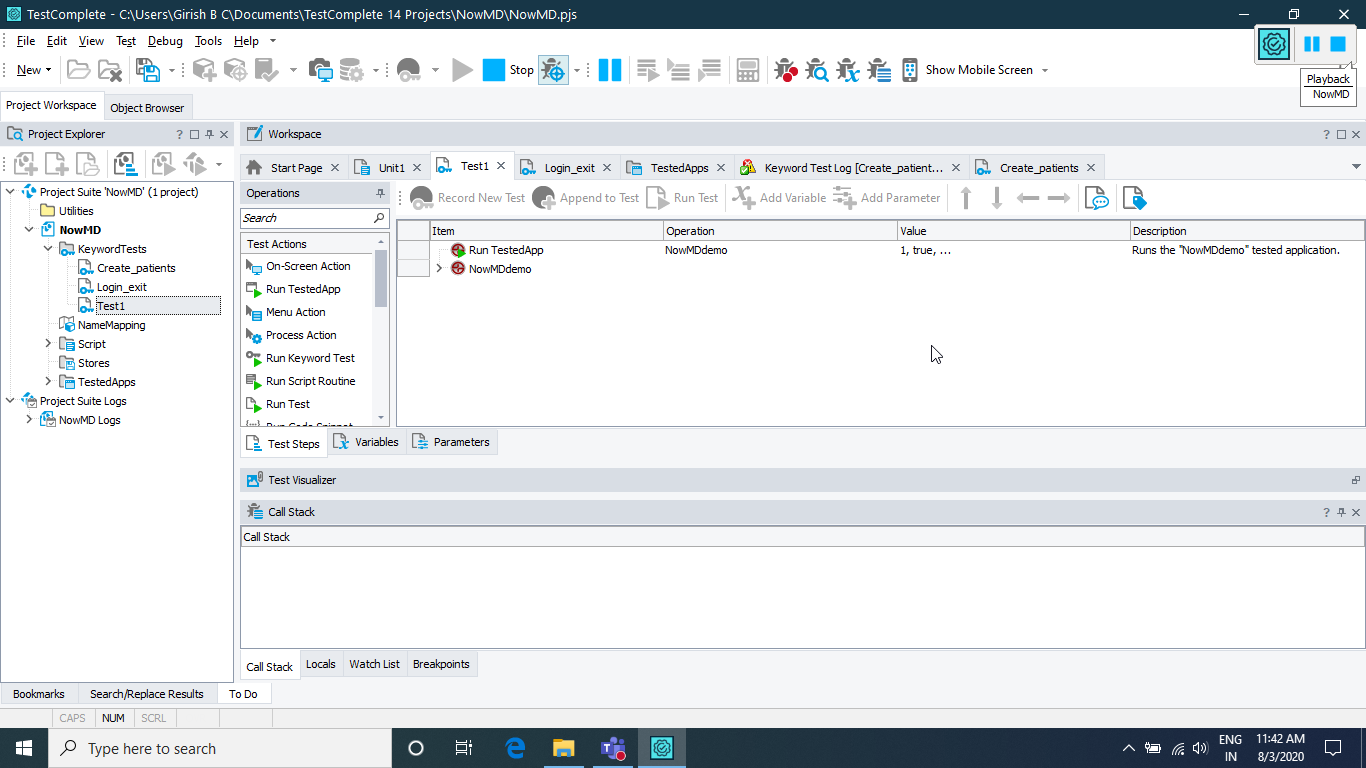 TestComplete - C:\Users\Girish B C\Documents\TestComplete 14 Projects\NowMD\NowMD.pjs
File Edit View Test Debug Tools Help
New Stop Show Mobile Screen
Playback
NowMD
Project Workspace Object Browser
Project Explorer ?
Workspace ?
Start Page Unit1 Test1 Login_exit TestedApps Keyword Test Log [Create_patient... Create_patients
Project Suite 'NowMD' (1 project)
Utilities
NowMD
KeywordTests
Create_patients
Login_exit
Test1
NameMapping
Script
Stores
TestedApps
Project Suite Logs
NowMD Logs
Operations
Search
Test Actions
On-Screen Action
Run TestedApp
Menu Action
Process Action
Run Keyword Test
Run Script Routine
Run Test
Run Code Snippet
Record New Test Append to Test Run Test Add Variable Add Parameter
Item Operation Value Description
Run TestedApp NowMDdemo 1, true, ... Runs the "NowMDdemo" tested application.
NowMDdemo
Test Steps Variables Parameters
Test Visualizer
Call Stack ?
Call Stack
Call Stack Locals Watch List Breakpoints
Bookmarks Search/Replace Results To Do
CAPS NUM SCRL
Type here to search
ENG
IN
11:42 AM
8/3/2020